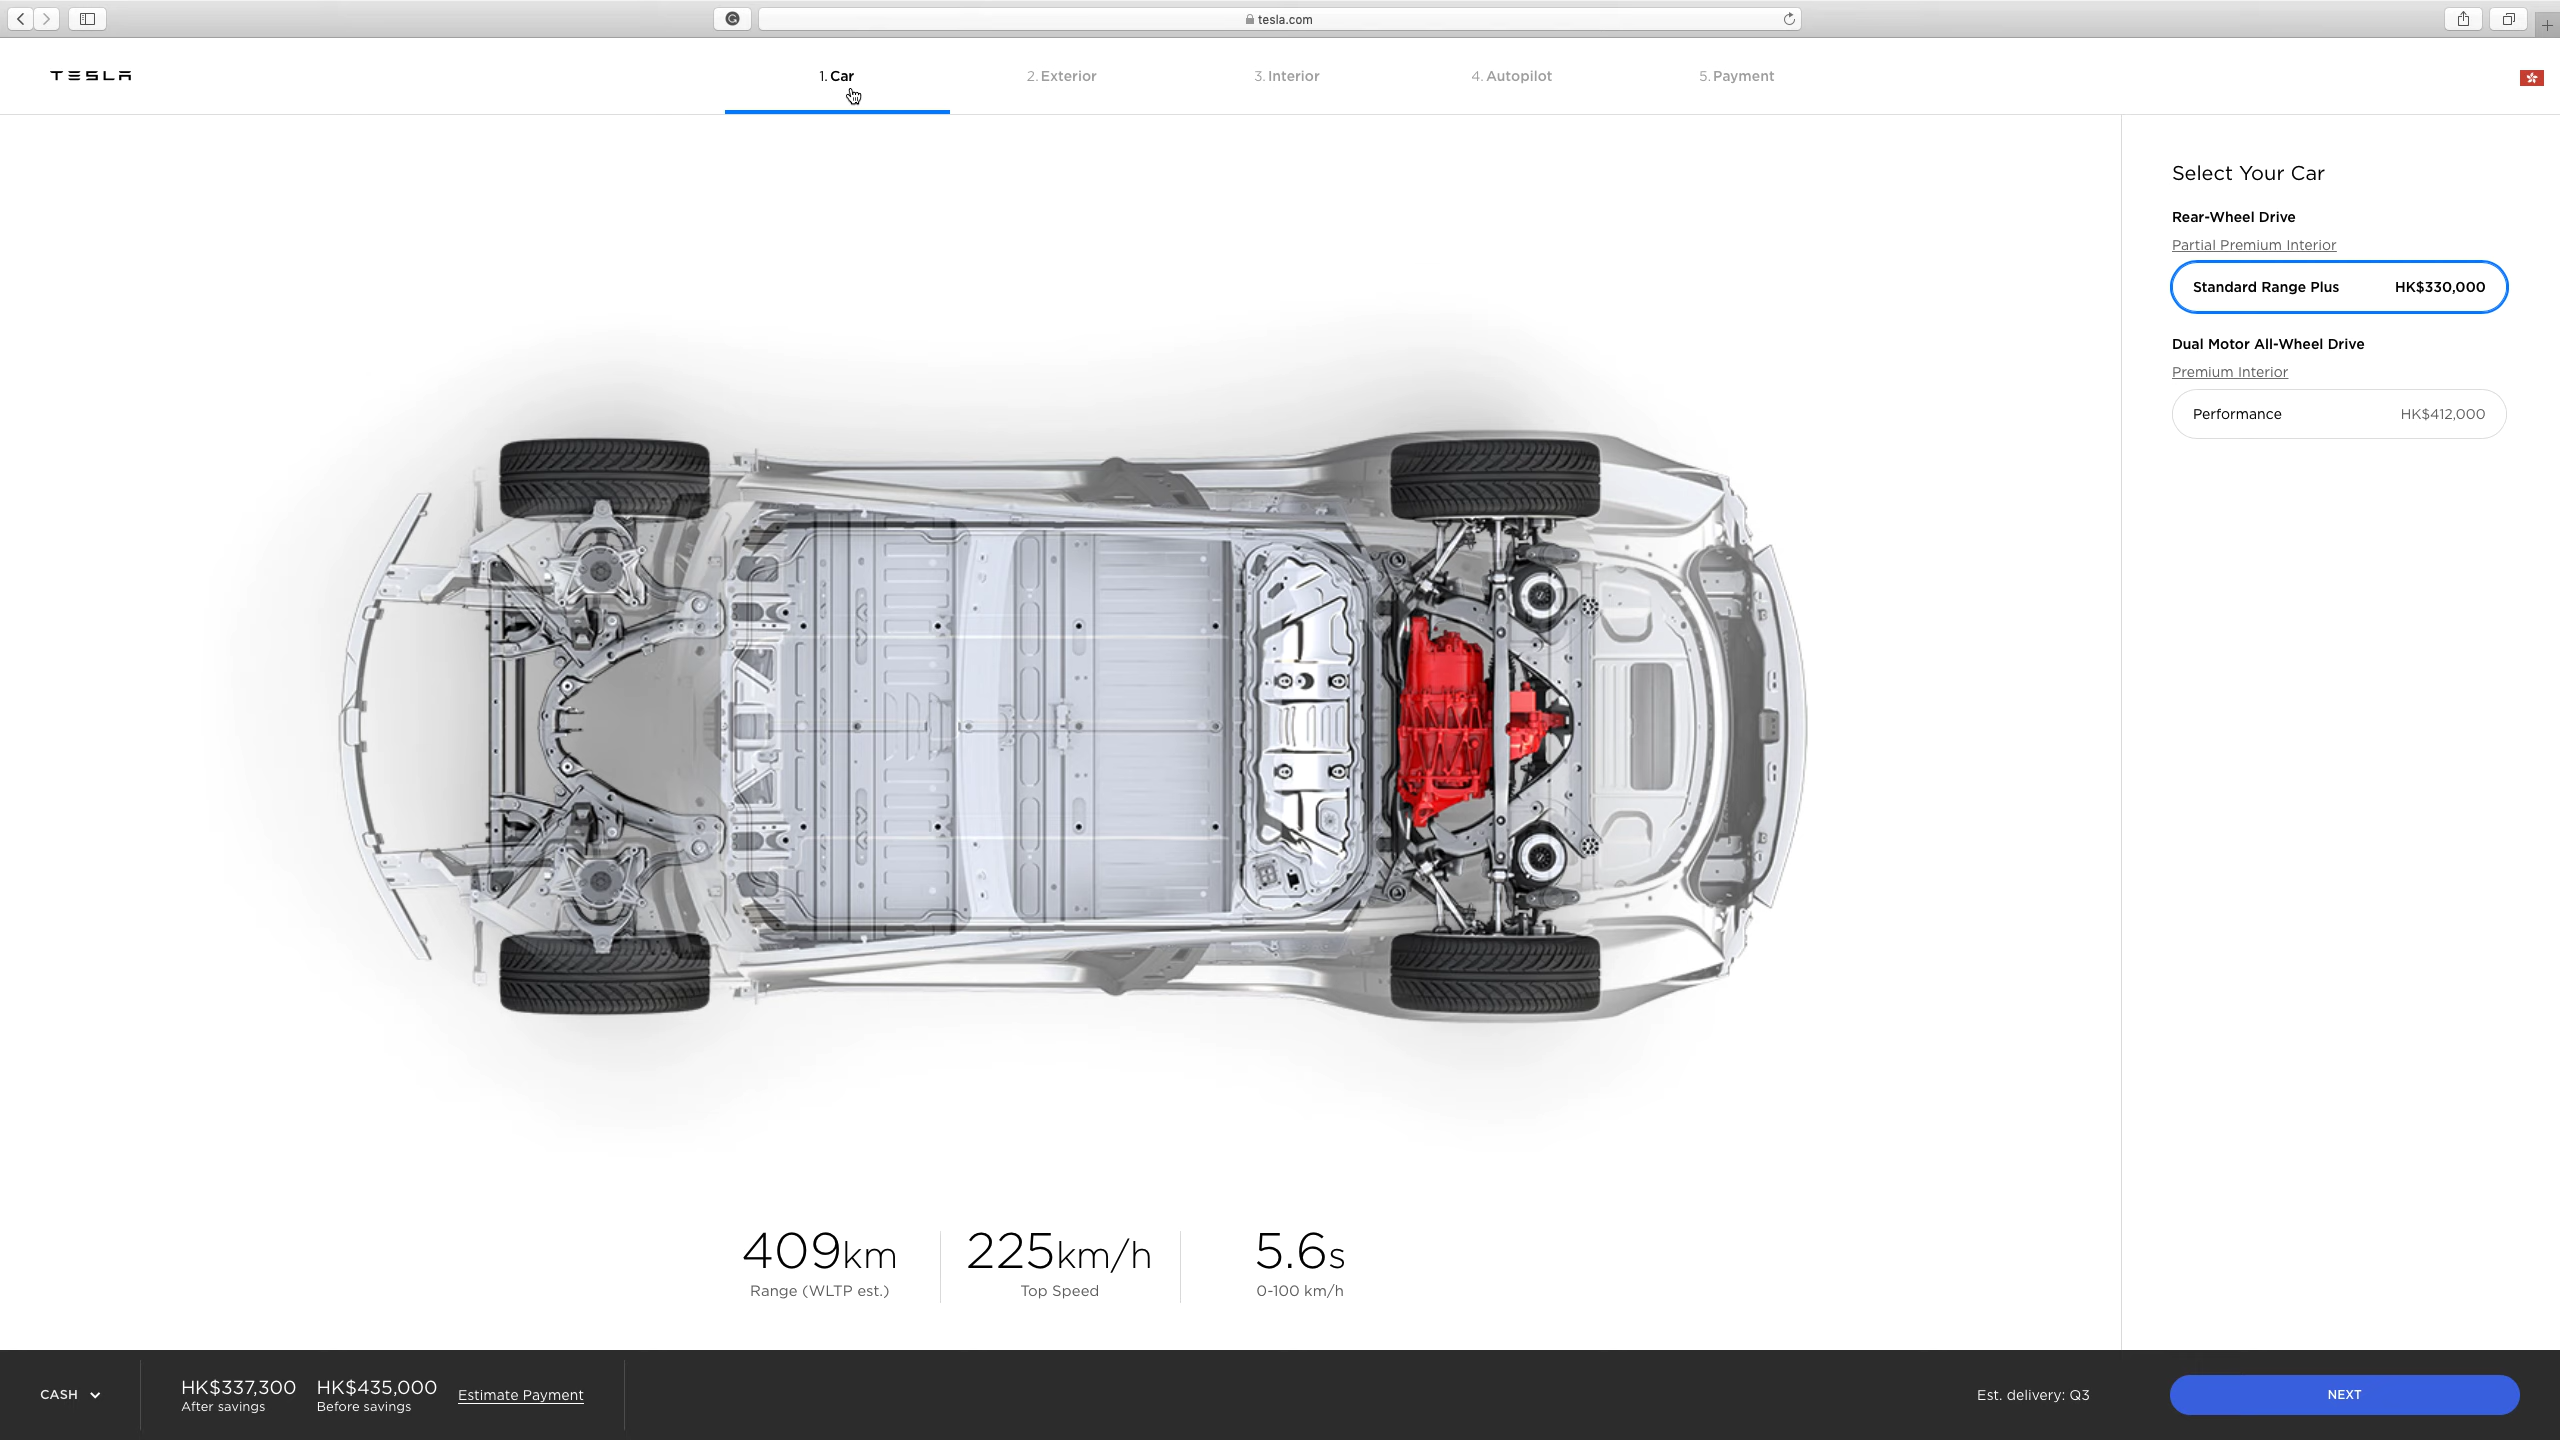 tesla.com
TESLA
1. Car
2. Exterior
3. Interior
4. Autopilot
5. Payment
Select Your Car
Rear-Wheel Drive
Partial Premium Interior
Standard Range Plus HK$330,000
Dual Motor All-Wheel Drive
Premium Interior
Performance HK$412,000
409km
Range (WLTP est.)
225km/h
Top Speed
5.6s
0-100 km/h
CASH
HK$337,300
After savings
HK$435,000
Before savings
Estimate Payment
Est. delivery: Q3
NEXT